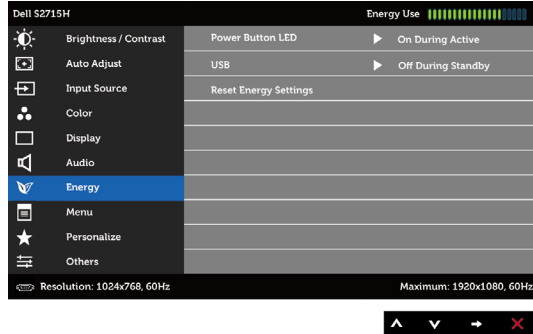 Dell S2715H Energy Use
Brightness / Contrast Power Button LED On During Active
Auto Adjust USB Off During Standby
Input Source Reset Energy Settings
Color
Display
Audio
Energy
Menu
Personalize
Others
Resolution: 1024x768, 60Hz Maximum: 1920x1080, 60Hz